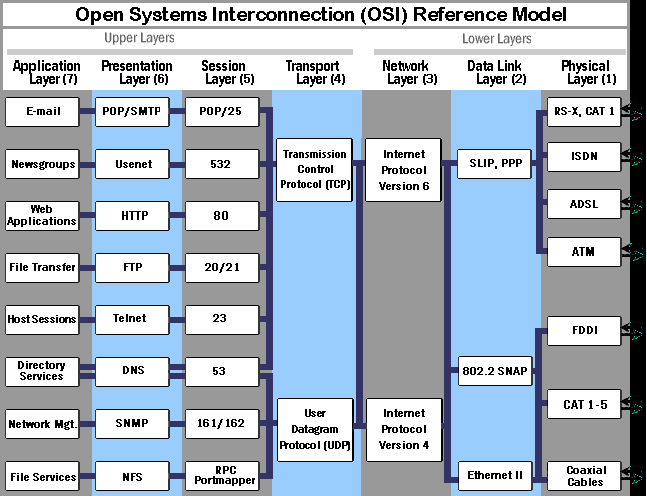 Open Systems Interconnection (OSI) Reference Model
Upper Layers
Lower Layers
Application
Layer (7)
Presentation
Layer (6)
Session
Layer (5)
Transport
Layer (4)
Network
Layer (3)
Data Link
Layer (2)
Physical
Layer (1)
E-mail
POP/SMTP
POP/25
Newsgroups
Usenet
532
Web
Applications
HTTP
80
File Transfer
FTP
20/21
Host Sessions
Telnet
23
Directory
Services
DNS
53
Network Mgt.
SNMP
161/162
File Services
NFS
RPC
Portmapper
Transmission
Control
Protocol (TCP)
User
Datagram
Protocol (UDP)
Internet
Protocol
Version 6
Internet
Protocol
Version 4
SLIP, PPP
802.2 SNAP
Ethernet II
RS-X, CAT 1
ISDN
ADSL
ATM
FDDI
CAT 1-5
Coaxial
Cables